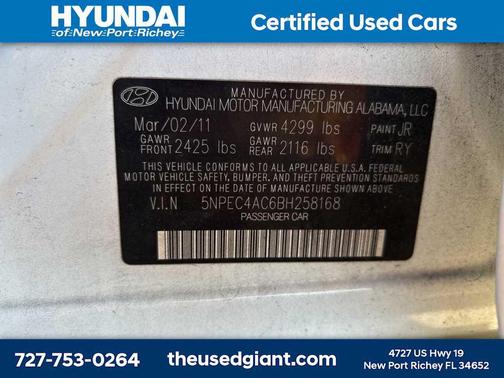 HYUNDAI
of New Port Richey
Certified Used Cars
MANUFACTURED BY
HYUNDAI MOTOR MANUFACTURING ALABAMA, LLC
Mar/02/11 GVWR 4299 lbs PAINT JR
GAWR FRONT 2425 lbs GAWR REAR 2116 lbs TRIM RY
THIS VEHICLE CONFORMS TO ALL APPLICABLE U.S.A. FEDERAL
MOTOR VEHICLE SAFETY, BUMPER, AND THEFT PREVENTION STANDARDS
IN EFFECT ON THE DATE OF MANUFACTURE SHOWN ABOVE.
V.I.N 5NPEC4AC6BH258168
PASSENGER CAR
727-753-0264
theusedgiant.com
4727 US Hwy 19
New Port Richey FL 34652